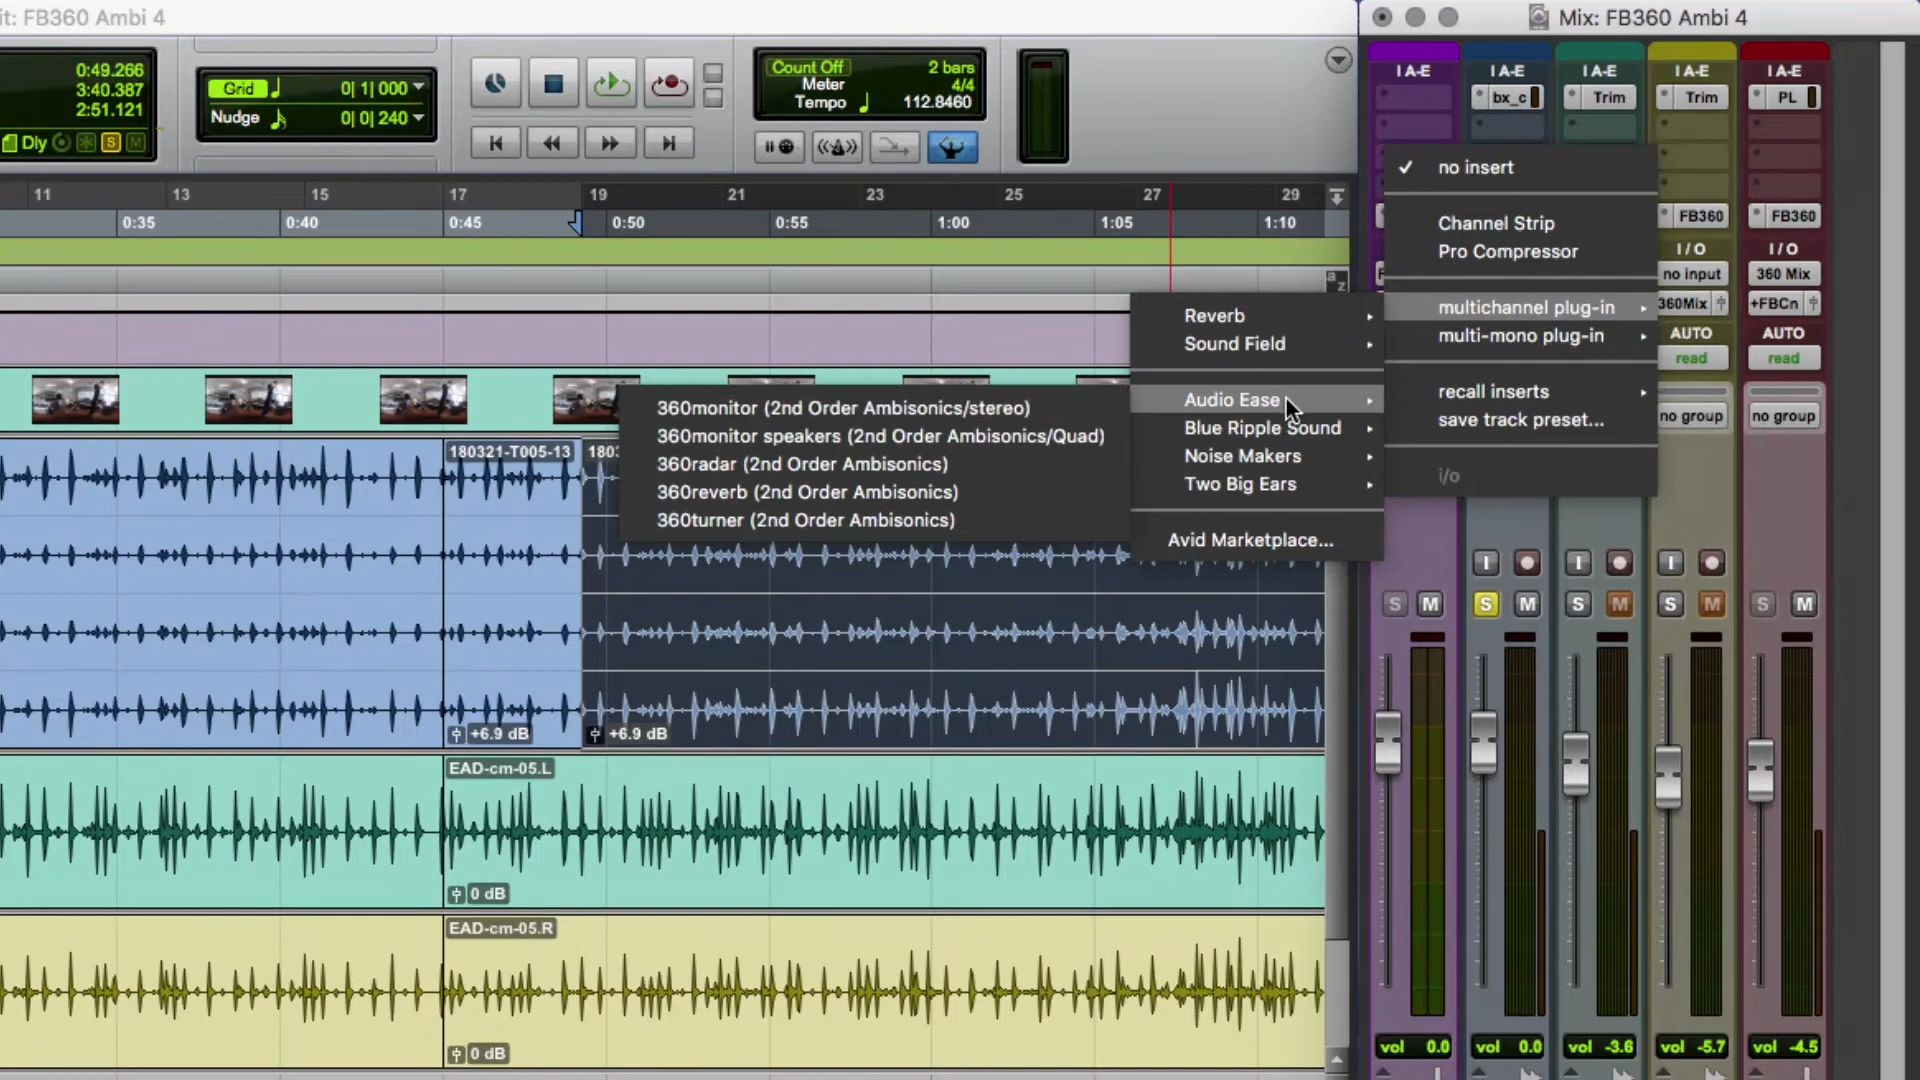 it: FB360 Ambi 4
Mix: FB360 Ambi 4
0:49.266
3:40.387
2:51.121
Dly
S
M
Grid
0| 1| 000
Nudge
0| 0| 240
Count Off
2 bars
Meter
4/4
Tempo
112.8460
I A-E
I A-E
I A-E
I A-E
I A-E
bx_c
Trim
Trim
PL
11
13
15
17
19
21
23
25
27
29
0:35
0:40
0:45
0:50
0:55
1:00
1:05
1:10
a
z
no insert
Channel Strip
Pro Compressor
multichannel plug-in
multi-mono plug-in
recall inserts
save track preset...
i/o
Reverb
Sound Field
Audio Ease
Blue Ripple Sound
Noise Makers
Two Big Ears
Avid Marketplace...
360monitor (2nd Order Ambisonics/stereo)
360monitor speakers (2nd Order Ambisonics/Quad)
360radar (2nd Order Ambisonics)
360reverb (2nd Order Ambisonics)
360turner (2nd Order Ambisonics)
FB360
FB360
I / O
I / O
no input
360 Mix
360Mix
+FBCn
AUTO
AUTO
read
read
no group
no group
180321-T005-13
180
+6.9 dB
+6.9 dB
EAD-cm-05.L
0 dB
EAD-cm-05.R
0 dB
I
I
I
S
M
S
M
S
M
S
M
S
M
vol 0.0
vol 0.0
vol -3.6
vol -5.7
vol -4.5